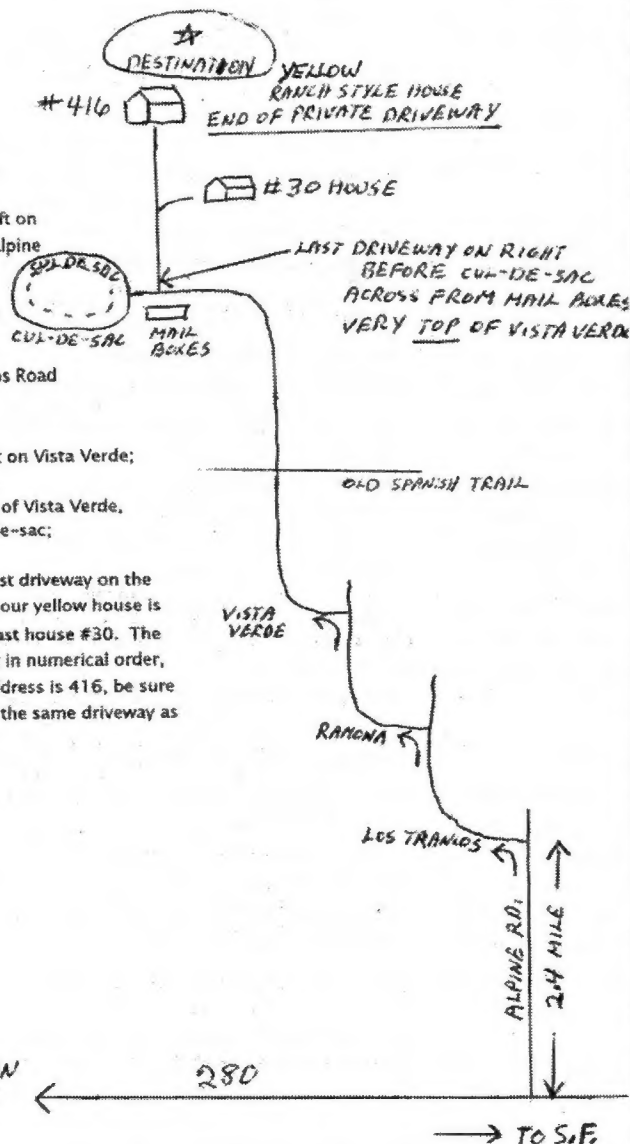 DESTINATION
YELLOW
RANCH STYLE HOUSE
#416
END OF PRIVATE DRIVEWAY
#30 HOUSE
ft on
Alpine
LAST DRIVEWAY ON RIGHT
BEFORE CUL-DE-SAC
ACROSS FROM MAIL BOXES
VERY TOP OF VISTA VERDE
CUL DE SAC
CUL-DE-SAC
MAIL
BOXES
os Road
t on Vista Verde;
OLD SPANISH TRAIL
of Vista Verde,
e-sac;
st driveway on the
our yellow house is
ast house #30. The
in numerical order,
dress is 416, be sure
the same driveway as
VISTA
VERDE
RAMONA
LOS TRANCOS
ALPINE RD.
2.4 MILE
N
280
TO S.F.